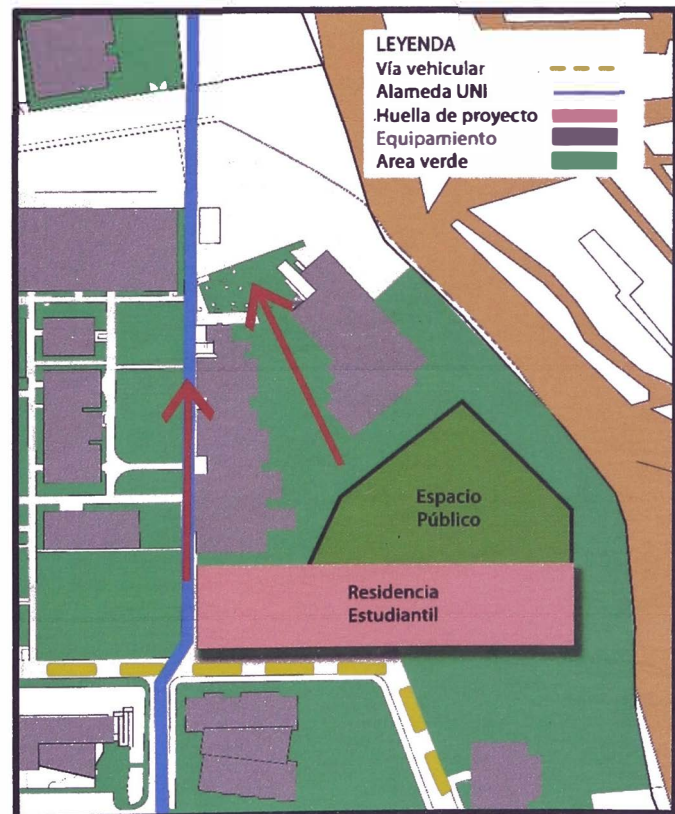 LEYENDA
Vía vehicular
Alameda UNI
.Huella de proyecto
Equipamiento
Area verde
Espacio
Público
Residencia
Estudiantil